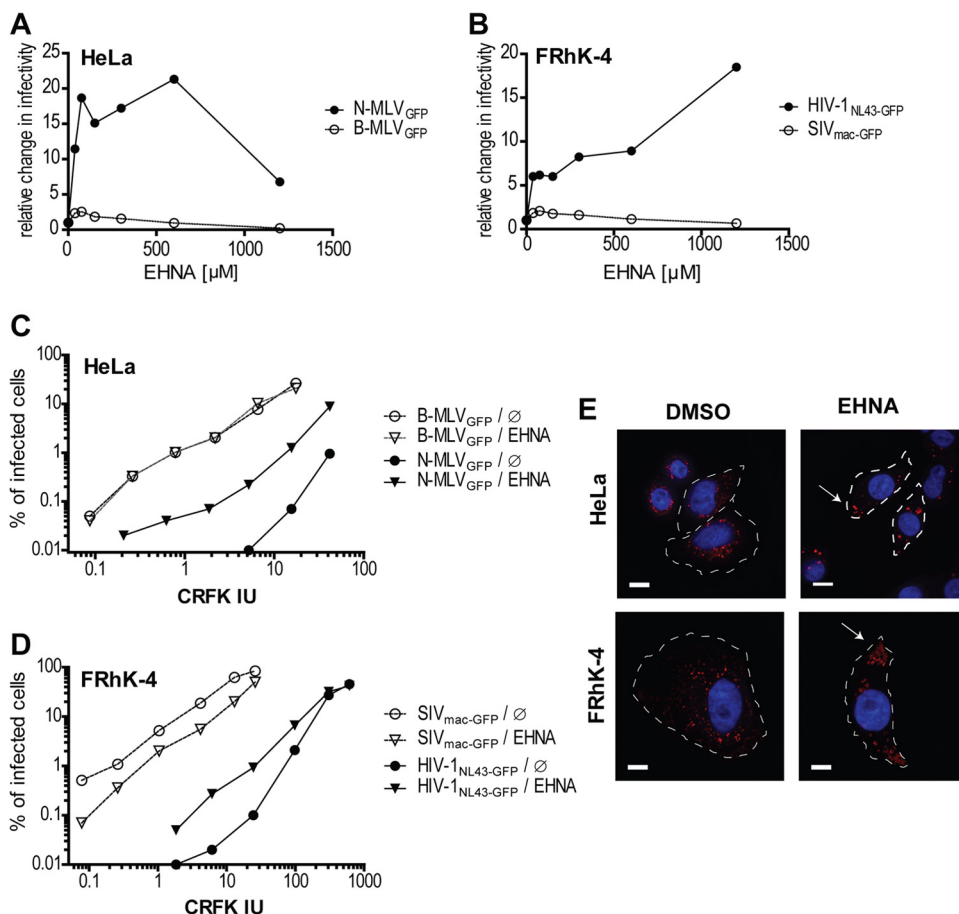 A
HeLa
relative change in infectivity
25
20
15
10
5
0
0
500
1000
1500
EHNA [µM]
N-MLVGFP
B-MLVGFP
B
FRhK-4
relative change in infectivity
20
15
10
5
0
0
500
1000
1500
EHNA [µM]
HIV-1NL43-GFP
SIVmac-GFP
C
HeLa
% of infected cells
100
10
1
0.1
0.01
0.1
1
10
100
CRFK IU
B-MLVGFP / ∅
B-MLVGFP / EHNA
N-MLVGFP / ∅
N-MLVGFP / EHNA
D
FRhK-4
% of infected cells
100
10
1
0.1
0.01
0.1
1
10
100
1000
CRFK IU
SIVmac-GFP / ∅
SIVmac-GFP / EHNA
HIV-1NL43-GFP / ∅
HIV-1NL43-GFP / EHNA
E
DMSO
EHNA
HeLa
FRhK-4